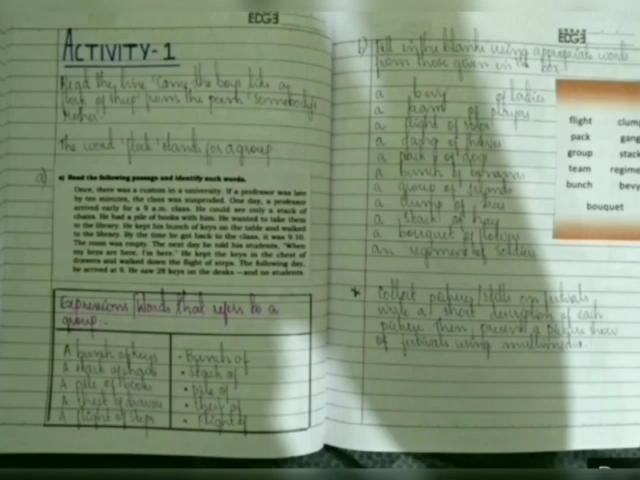 EDGE
ACTIVITY-1
Read the line "Carry the boys like a
flock of sheep" from the poem "Somebody's
Mother".
The word 'flock' stands for a group
a)
a) Read the following passage and identify such words.
Once, there was a custom in a university. If a professor was late
by ten minutes, the class was suspended. One day, a professor
arrived early for a 9 a.m. class. He could see only a stack of
chairs. He had a pile of books with him. He wanted to take them
to the library. He kept his bunch of keys on the table and walked
to the library. By the time he got back to the class, it was 9.10.
The room was empty. The next day he told his students, "When
my keys are here, I'm here." He kept the keys in the chest of
drawers and walked down the flight of steps. The following day,
he arrived at 9. He saw 28 keys on the desks — and no students.
Expressions/Words that refers to a
group.
A bunch of keys
A stack of chairs
A pile of books
A chest of drawers
A flight of steps
• Bunch of
• Stack of
• pile of
• chest of
• Flight of
EDGE
b) Fill in the blanks using appropriate words
from those given in the box.
a bevy of ladies
a team of players
a flight of steps
a gang of thieves
a pack of dogs
a bunch of bananas
a group of islands
a clump of trees
a stack of hay
a bouquet of flowers
an regiment of soldiers
* Collect pictures/stills on festivals
write a short description of each
picture then, present a picture show
of festivals using multimedia.
flight clump
pack gang
group stack
team regime
bunch bevy
bouquet